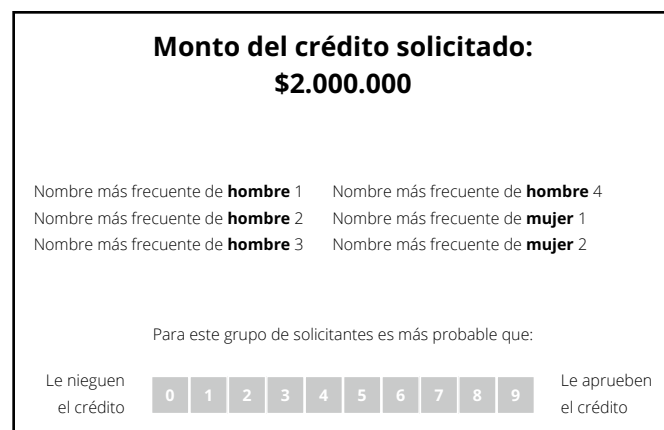 Monto del crédito solicitado:
$2.000.000
Nombre más frecuente de hombre 1
Nombre más frecuente de hombre 2
Nombre más frecuente de hombre 3
Nombre más frecuente de hombre 4
Nombre más frecuente de mujer 1
Nombre más frecuente de mujer 2
Para este grupo de solicitantes es más probable que:
Le nieguen
el crédito
0 1 2 3 4 5 6 7 8 9
Le aprueben
el crédito